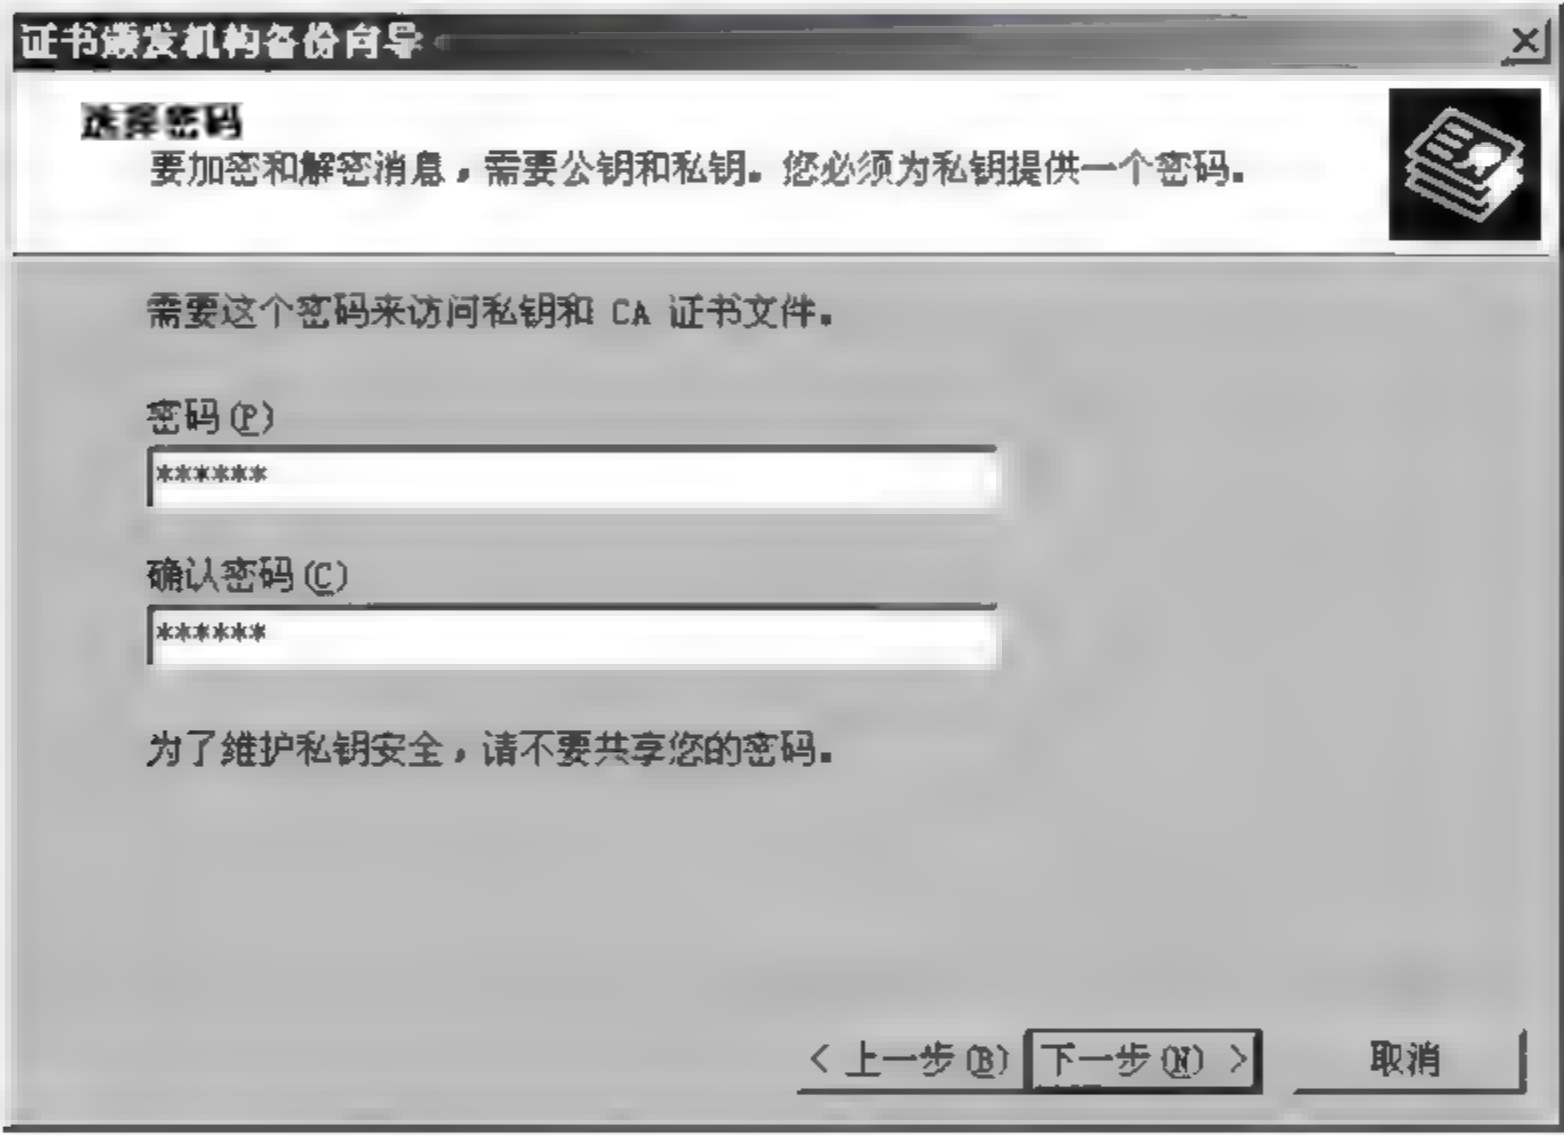 证书颁发机构备份向导
选择密码
要加密和解密消息，需要公钥和私钥。您必须为私钥提供一个密码。
需要这个密码来访问私钥和 CA 证书文件。
密码(P)
******
确认密码(C)
******
为了维护私钥安全，请不要共享您的密码。
< 上一步(B) 下一步(N) > 取消